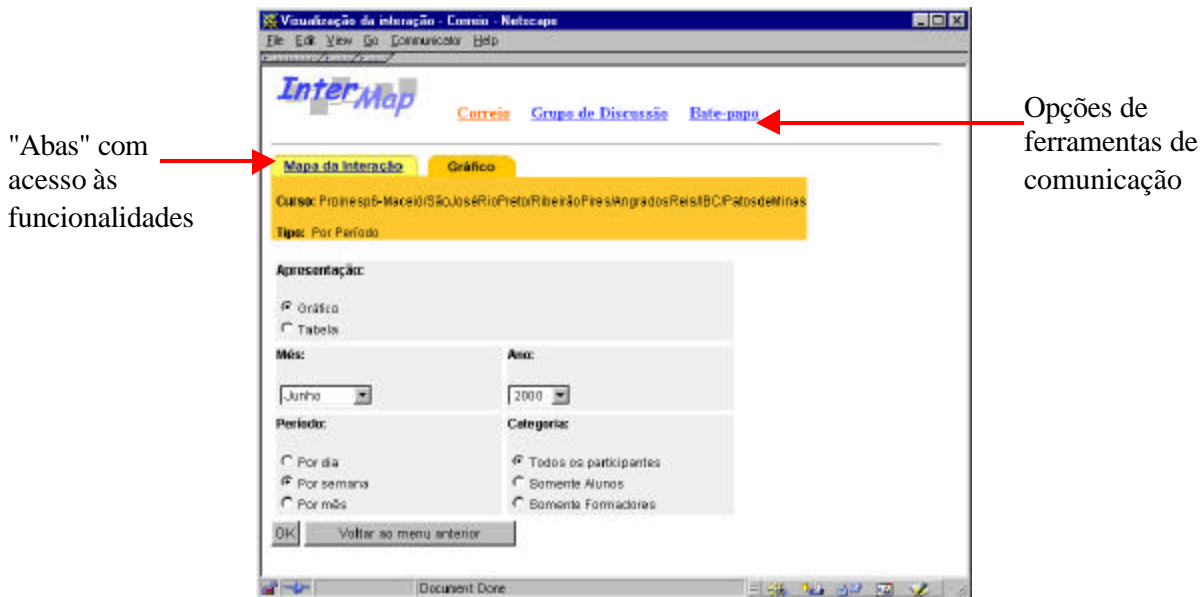 Visualização da interação - Correio - Netscape
File Edit View Go Communicator Help
InterMap
Correio Grupo de Discussão Bate-papo
Opções de
ferramentas de
comunicação
"Abas" com
acesso às
funcionalidades
Mapa da Interação Gráfico
Curso: Proinesp6-Maceió/SãoJoséRioPreto/RibeirãoPires/AngradosReis/IBC/PatosdeMinas
Tipo: Por Período
Apresentação:
Gráfico
Tabela
Mês: Ano:
Junho 2000
Período: Categoria:
Por dia Todos os participantes
Por semana Somente Alunos
Por mês Somente Formadores
OK Voltar ao menu anterior
Document Done